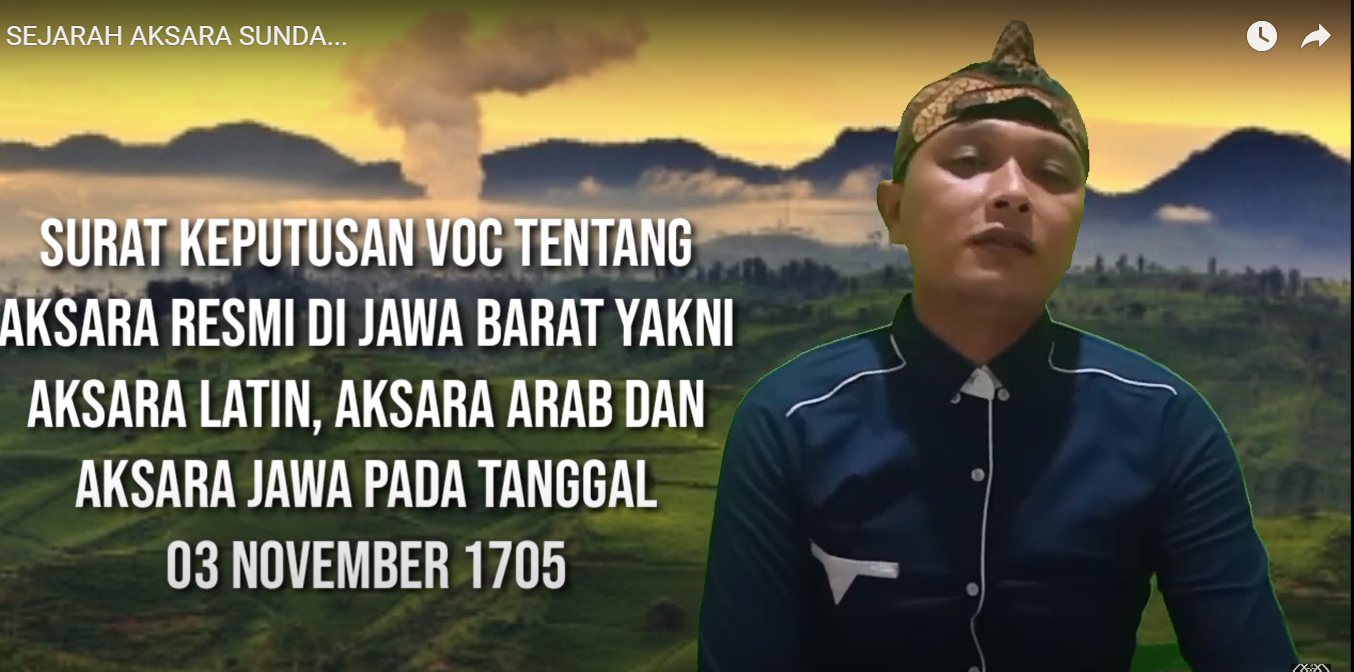 SEJARAH AKSARA SUNDA...
SURAT KEPUTUSAN VOC TENTANG
AKSARA RESMI DI JAWA BARAT YAKNI
AKSARA LATIN, AKSARA ARAB DAN
AKSARA JAWA PADA TANGGAL
03 NOVEMBER 1705